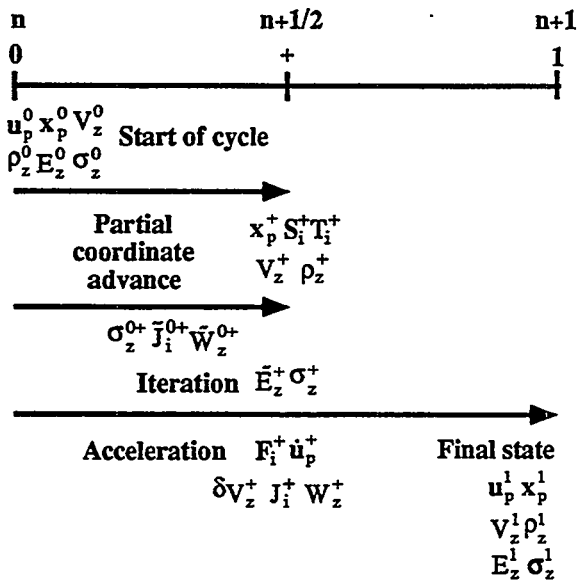 n n+1/2 n+1
0 + 1
u_p^0 x_p^0 V_z^0
ρ_z^0 E_z^0 σ_z^0 Start of cycle
Partial x_p^+ S_i^+ T_i^+
coordinate V_z^+ ρ_z^+
advance
σ_z^{0+} J̃_i^{0+} W̃_z^{0+}
Iteration Ẽ_z^+ σ_z^+
Acceleration F_i^+ u̇_p^+ Final state
δV_z^+ J_i^+ W_z^+ u_p^1 x_p^1
V_z^1 ρ_z^1
E_z^1 σ_z^1